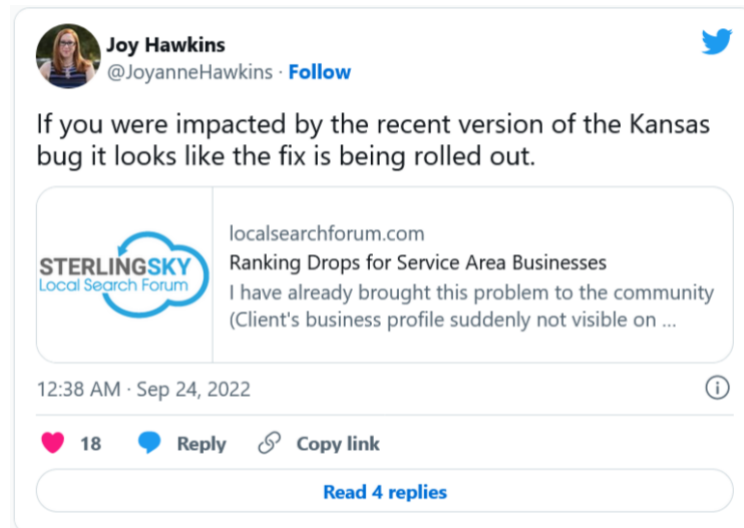 Joy Hawkins
@JoyanneHawkins · Follow
If you were impacted by the recent version of the Kansas
bug it looks like the fix is being rolled out.
STERLINGSKY
Local Search Forum
localsearchforum.com
Ranking Drops for Service Area Businesses
I have already brought this problem to the community
(Client's business profile suddenly not visible on ...
12:38 AM · Sep 24, 2022
18 Reply Copy link
Read 4 replies